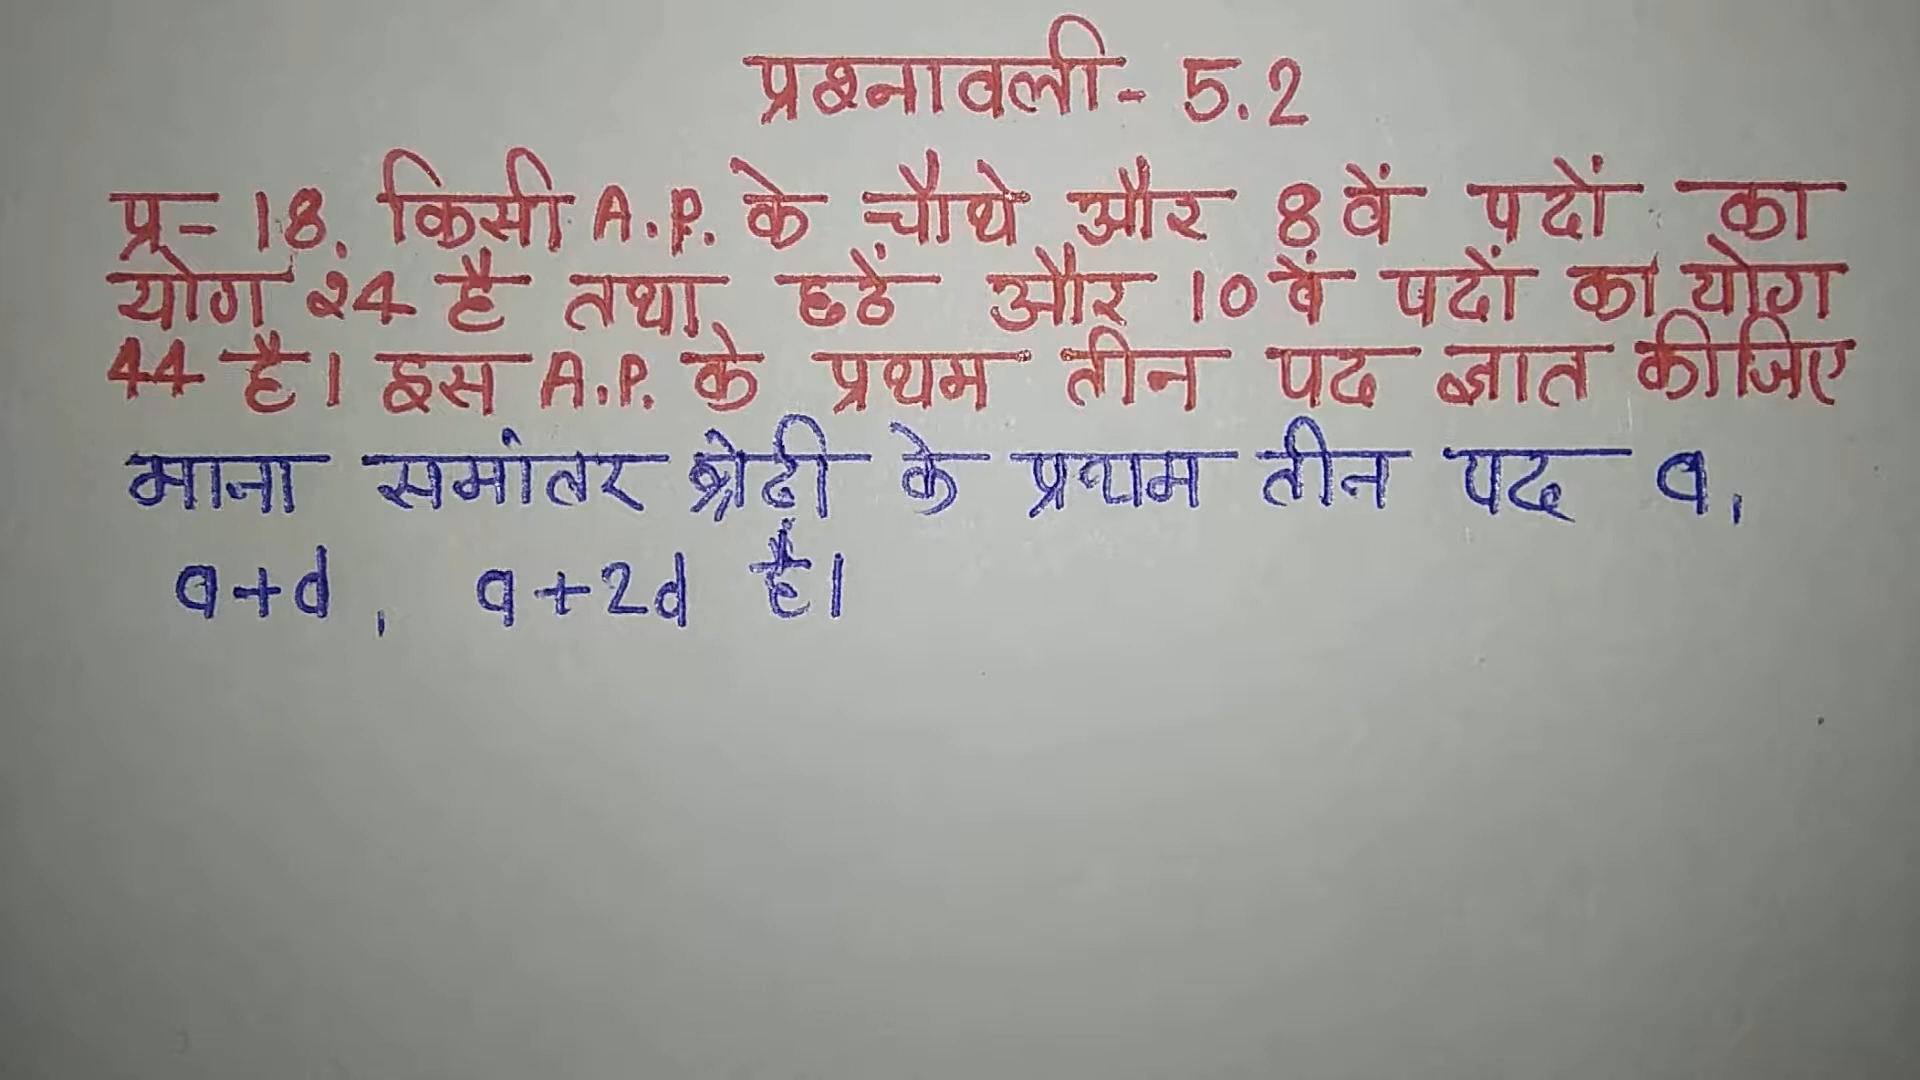 प्रश्नावली - 5.2
प्र- 18. किसी A.P. के चौथे और 8 वें पदों का
योग 24 है तथा छठें और 10 वें पदों का योग
44 है। इस A.P. के प्रथम तीन पद ज्ञात कीजिए
माना समांतर श्रेढी के प्रथम तीन पद a,
a+d, a+2d हैं।